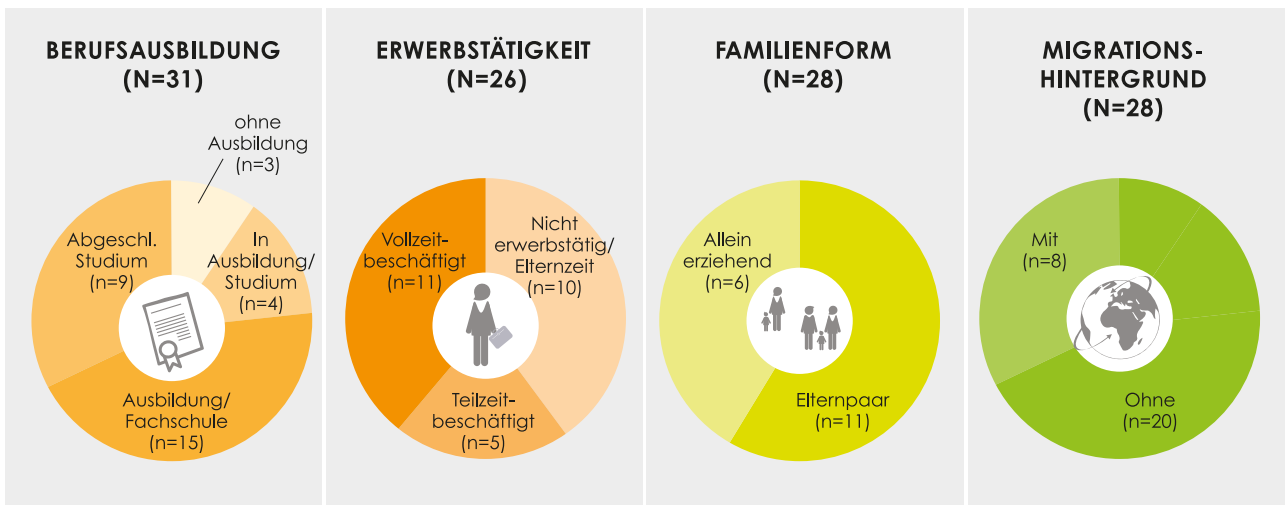 BERUFSAUSBILDUNG
(N=31)
ohne
Ausbildung
(n=3)
Abgeschl.
Studium
(n=9)
In
Ausbildung/
Studium
(n=4)
Ausbildung/
Fachschule
(n=15)
ERWERBSTÄTIGKEIT
(N=26)
Vollzeit-
beschäftigt
(n=11)
Nicht
erwerbstätig/
Elternzeit
(n=10)
Teilzeit-
beschäftigt
(n=5)
FAMILIENFORM
(N=28)
Allein
erziehend
(n=6)
Elternpaar
(n=11)
MIGRATIONS-
HINTERGRUND
(N=28)
Mit
(n=8)
Ohne
(n=20)